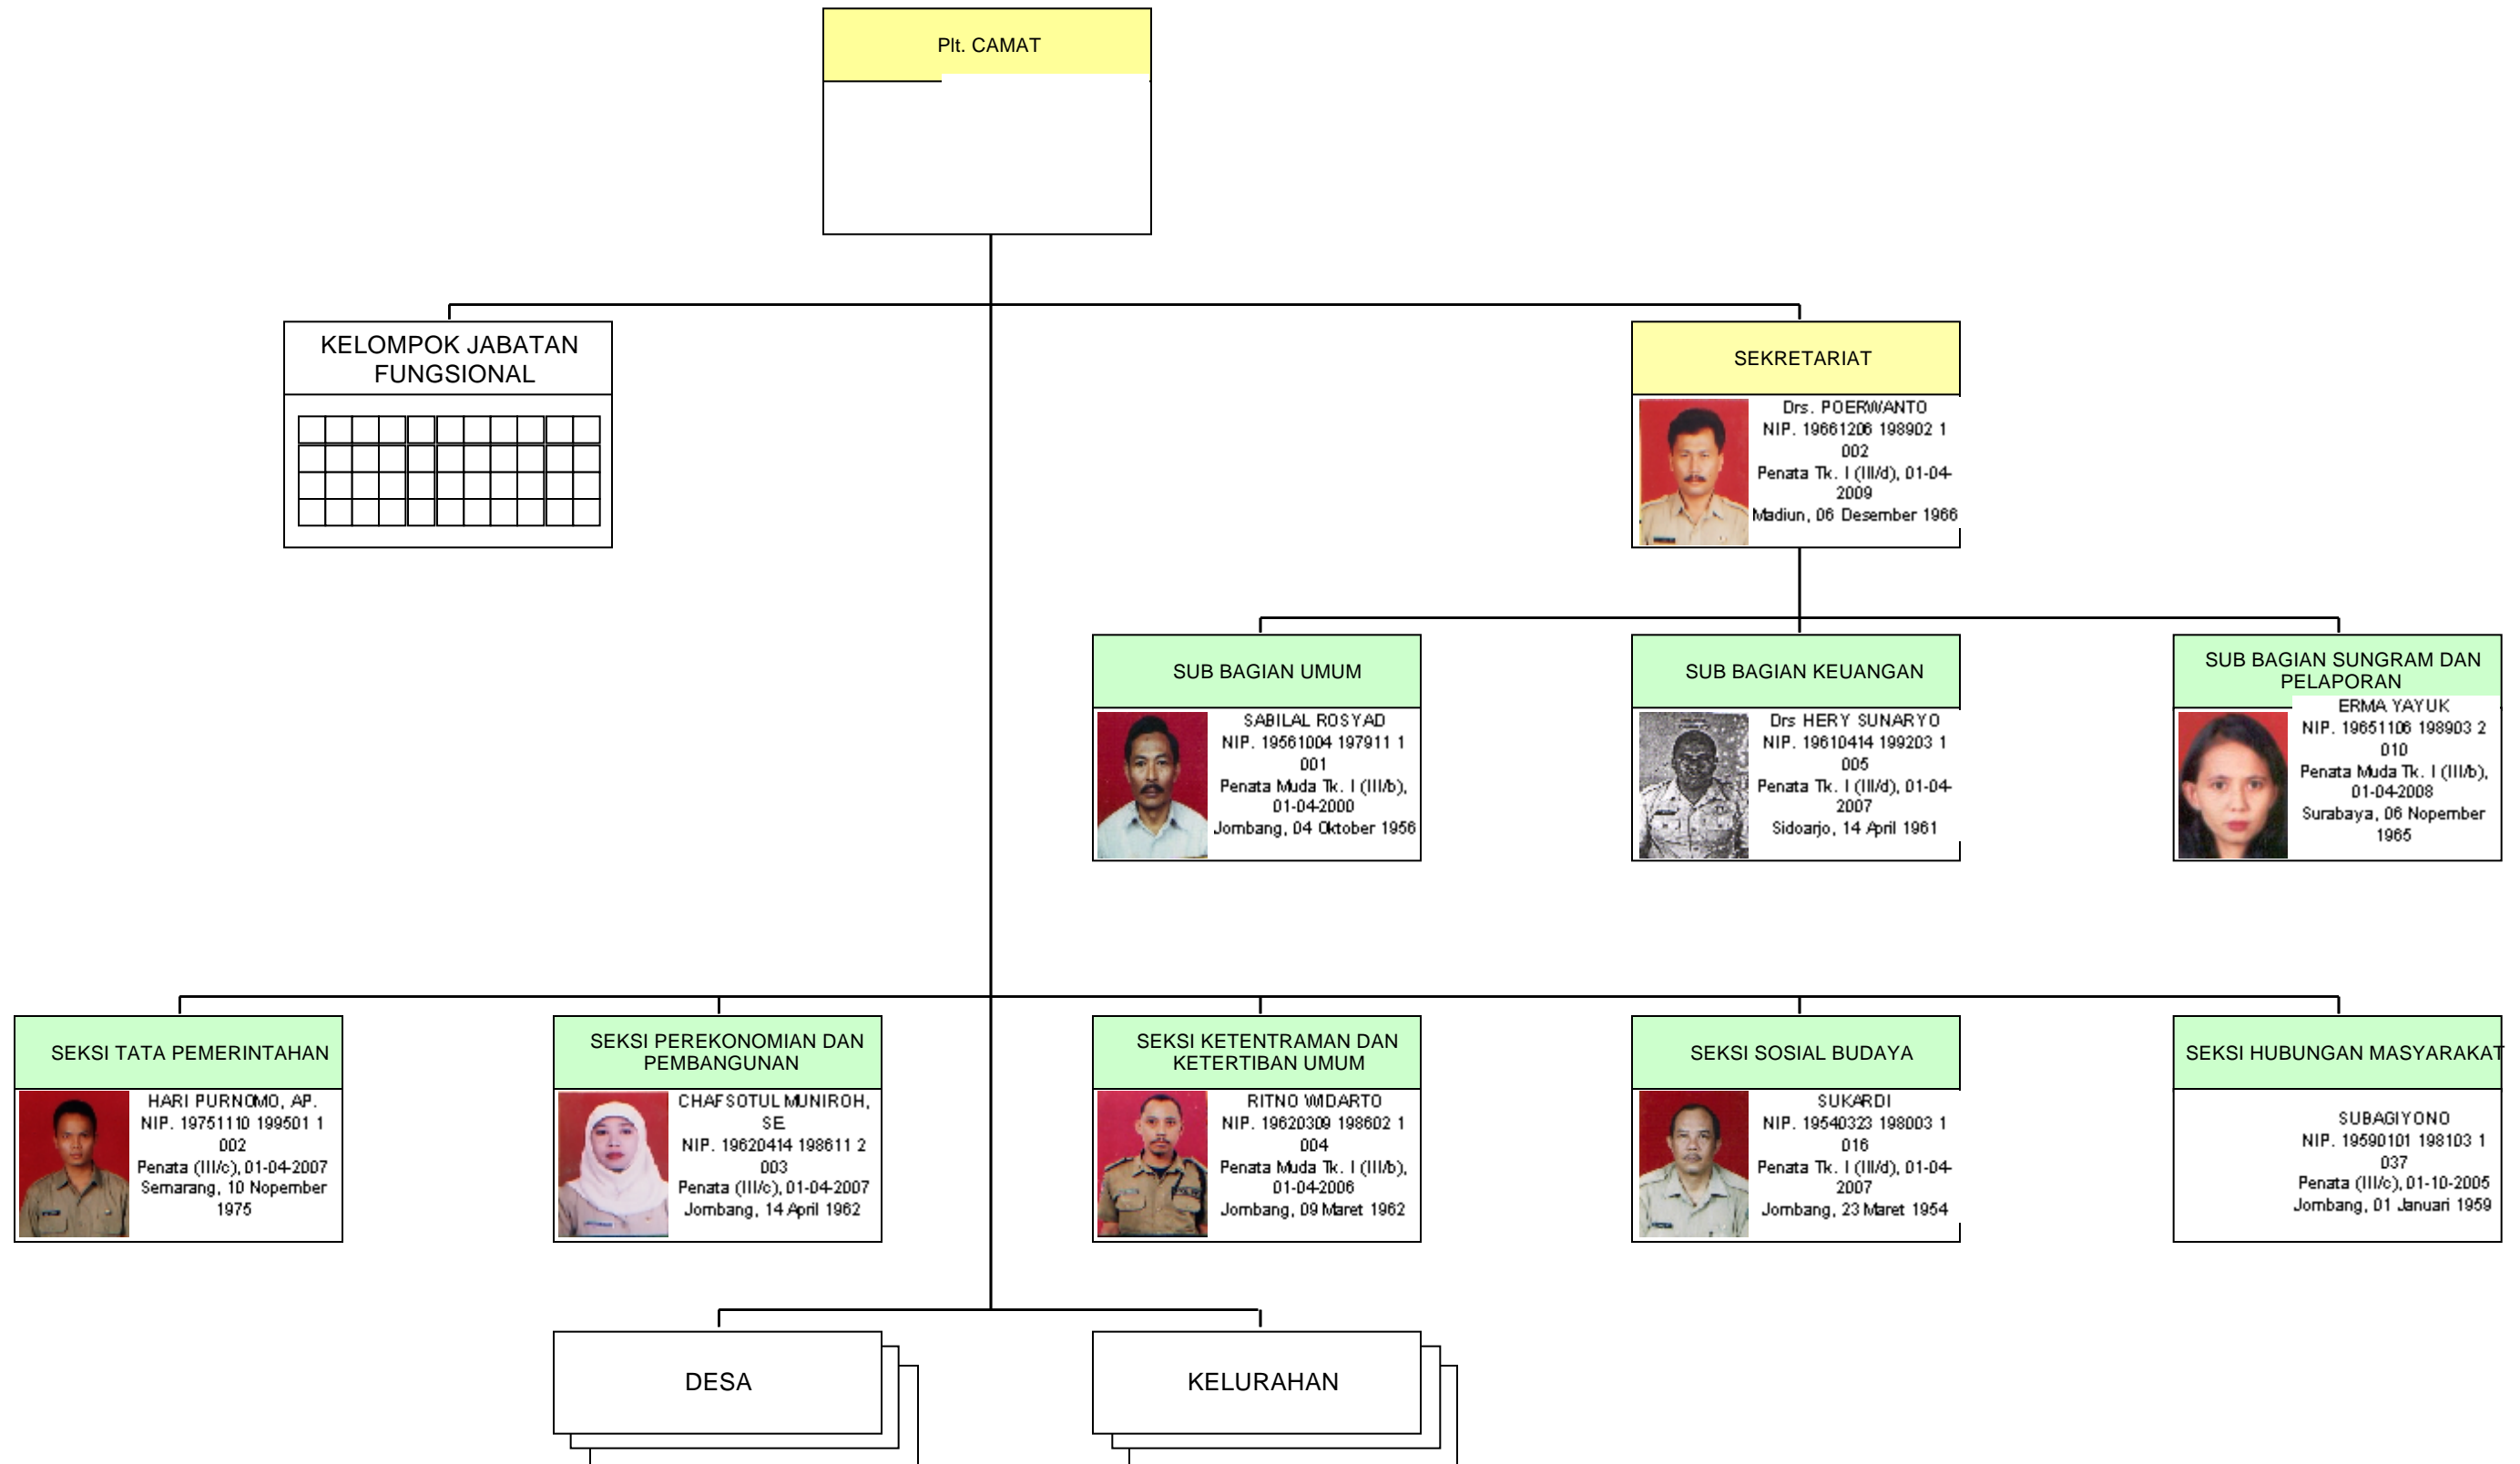 Plt. CAMAT
KELOMPOK JABATAN
FUNGSIONAL
SEKRETARIAT
Drs. POERWANTO
NIP. 19661206 198902 1
002
Penata Tk. I (III/d), 01-04-
2009
Madiun, 06 Desember 1966
SUB BAGIAN UMUM
SABILAL ROSYAD
NIP. 19561004 197911 1
001
Penata Muda Tk. I (III/b),
01-04-2000
Jombang, 04 Oktober 1956
SUB BAGIAN KEUANGAN
Drs HERY SUNARYO
NIP. 19610414 199203 1
005
Penata Tk. I (III/d), 01-04-
2007
Sidoarjo, 14 April 1961
SUB BAGIAN SUNGRAM DAN
PELAPORAN
ERMA YAYUK
NIP. 19651106 198903 2
010
Penata Muda Tk. I (III/b),
01-04-2008
Surabaya, 06 Nopember
1965
SEKSI TATA PEMERINTAHAN
HARI PURNOMO, AP.
NIP. 19751110 199501 1
002
Penata (III/c), 01-04-2007
Semarang, 10 Nopember
1975
SEKSI PEREKONOMIAN DAN
PEMBANGUNAN
CHAFSOTUL MUNIROH,
SE
NIP. 19620414 198611 2
003
Penata (III/c), 01-04-2007
Jombang, 14 April 1962
SEKSI KETENTRAMAN DAN
KETERTIBAN UMUM
RITNO WIDARTO
NIP. 19620309 198602 1
004
Penata Muda Tk. I (III/b),
01-04-2006
Jombang, 09 Maret 1962
SEKSI SOSIAL BUDAYA
SUKARDI
NIP. 19540323 198003 1
016
Penata Tk. I (III/d), 01-04-
2007
Jombang, 23 Maret 1954
SEKSI HUBUNGAN MASYARAKAT
SUBAGIYONO
NIP. 19590101 198103 1
037
Penata (III/c), 01-10-2005
Jombang, 01 Januari 1959
DESA
KELURAHAN